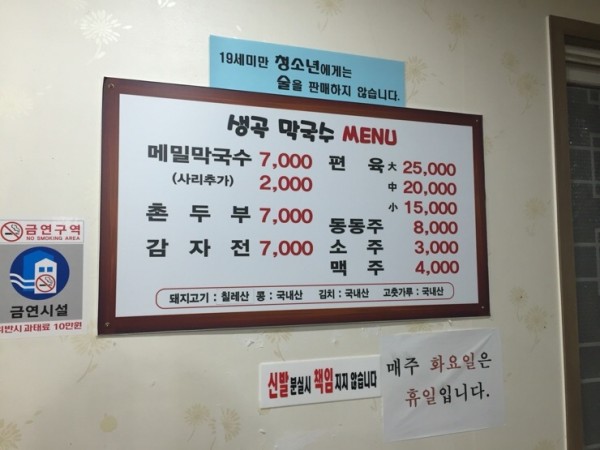 19세미만 청소년에게는
술을 판매하지 않습니다.
생곡 막국수 MENU
메밀막국수 7,000
(사리추가) 2,000
촌두부 7,000
감자전 7,000
편육 大 25,000
中 20,000
小 15,000
동동주 8,000
소주 3,000
맥주 4,000
돼지고기 : 칠레산 콩 : 국내산 김치 : 국내산 고춧가루 : 국내산
금연구역
NO SMOKING AREA
금연시설
위반시 과태료 10만원
신발 분실시 책임 지지 않습니다
매주 화요일은
휴일입니다.